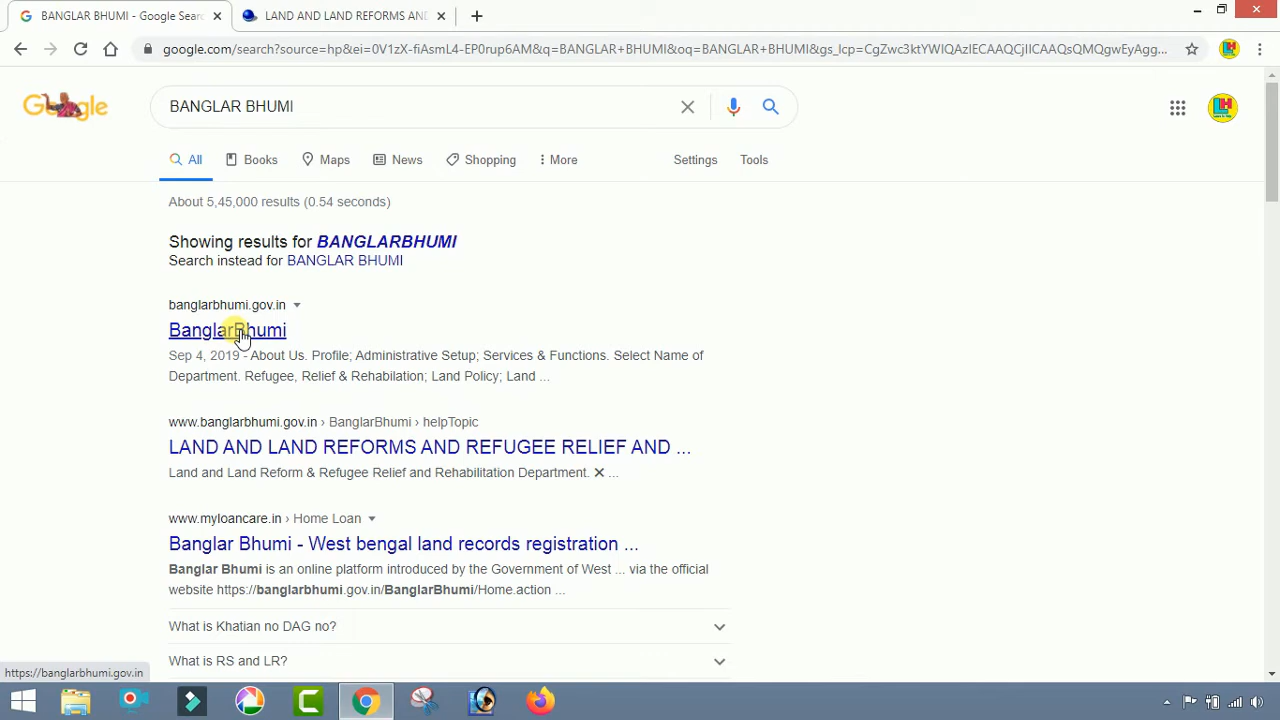 BANGLAR BHUMI - Google Sear
LAND AND LAND REFORMS AND
google.com/search?source=hp&ei=0V1zX-fiAsmL4-EP0rup6AM&q=BANGLAR+BHUMI&oq=BANGLAR+BHUMI&gs_lcp=CgZwc3ktYWIQAzIECAAQCjIICAAQsQMQgwEyAgg...
Google
BANGLAR BHUMI
All
Books
Maps
News
Shopping
More
Settings
Tools
About 5,45,000 results (0.54 seconds)
Showing results for BANGLARBHUMI
Search instead for BANGLAR BHUMI
banglarbhumi.gov.in
BanglarBhumi
Sep 4, 2019 - About Us. Profile; Administrative Setup; Services & Functions. Select Name of
Department. Refugee, Relief & Rehabilation; Land Policy; Land ...
www.banglarbhumi.gov.in › BanglarBhumi › helpTopic
LAND AND LAND REFORMS AND REFUGEE RELIEF AND ...
Land and Land Reform & Refugee Relief and Rehabilitation Department. ✕ ...
www.myloancare.in › Home Loan
Banglar Bhumi - West bengal land records registration ...
Banglar Bhumi is an online platform introduced by the Government of West ... via the official
website https://banglarbhumi.gov.in/BanglarBhumi/Home.action ...
What is Khatian no DAG no?
What is RS and LR?
https://banglarbhumi.gov.in